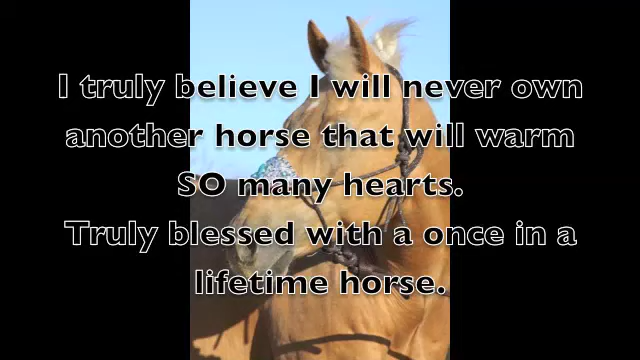 I truly believe I will never own
another horse that will warm
SO many hearts.
Truly blessed with a once in a
lifetime horse.